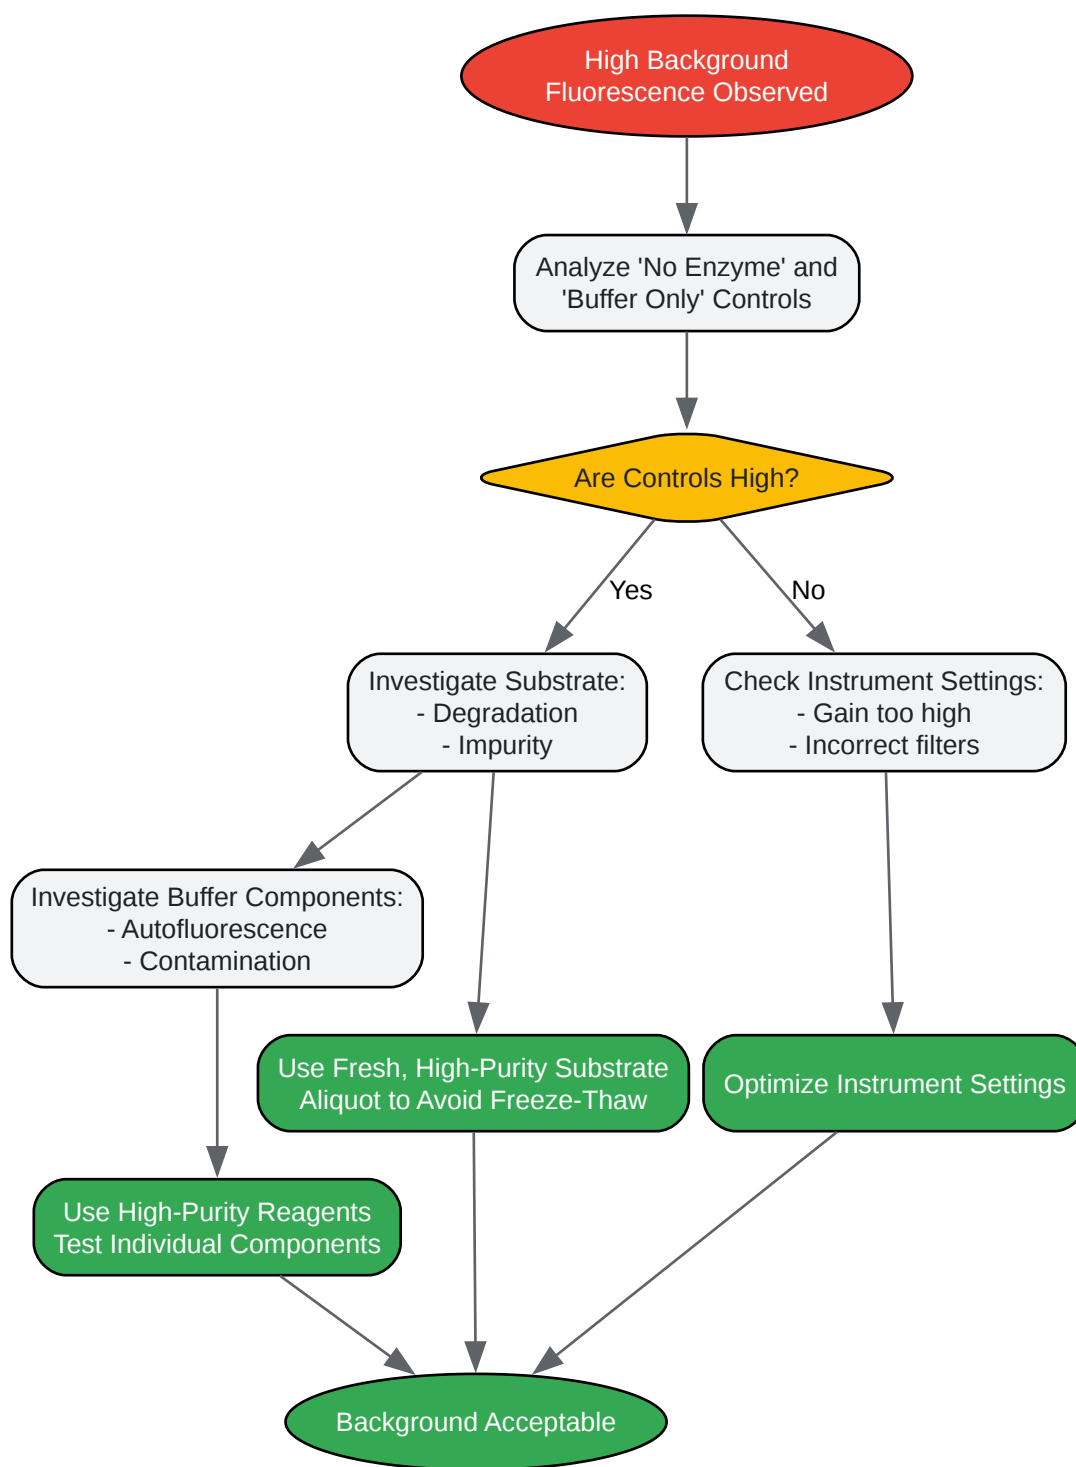 High Background
Fluorescence Observed
Analyze 'No Enzyme' and
'Buffer Only' Controls
Are Controls High?
Yes
No
Investigate Substrate:
- Degradation
- Impurity
Check Instrument Settings:
- Gain too high
- Incorrect filters
Investigate Buffer Components:
- Autofluorescence
- Contamination
Use Fresh, High-Purity Substrate
Aliquot to Avoid Freeze-Thaw
Optimize Instrument Settings
Use High-Purity Reagents
Test Individual Components
Background Acceptable